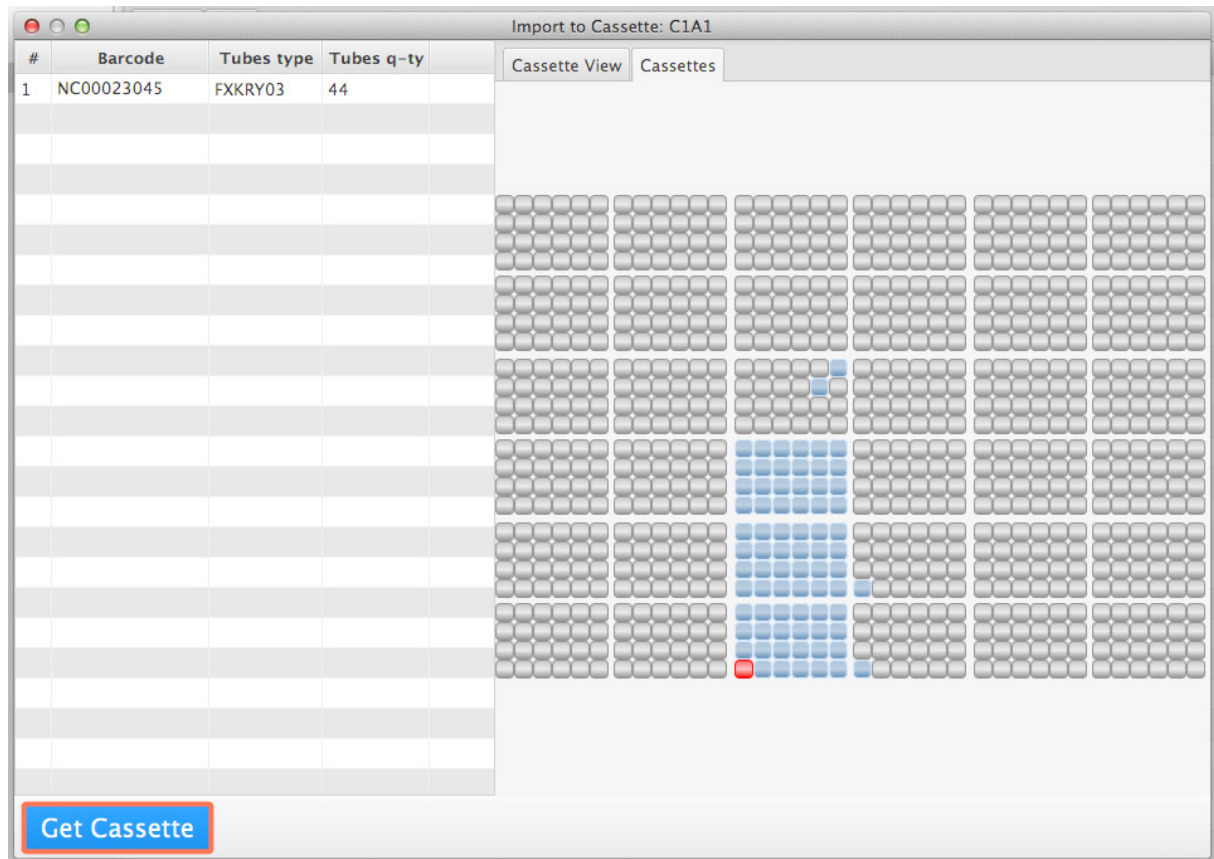 Import to Cassette: C1A1
# Barcode Tubes type Tubes q-ty
1 NC00023045 FXKRY03 44
Cassette View Cassettes
Get Cassette